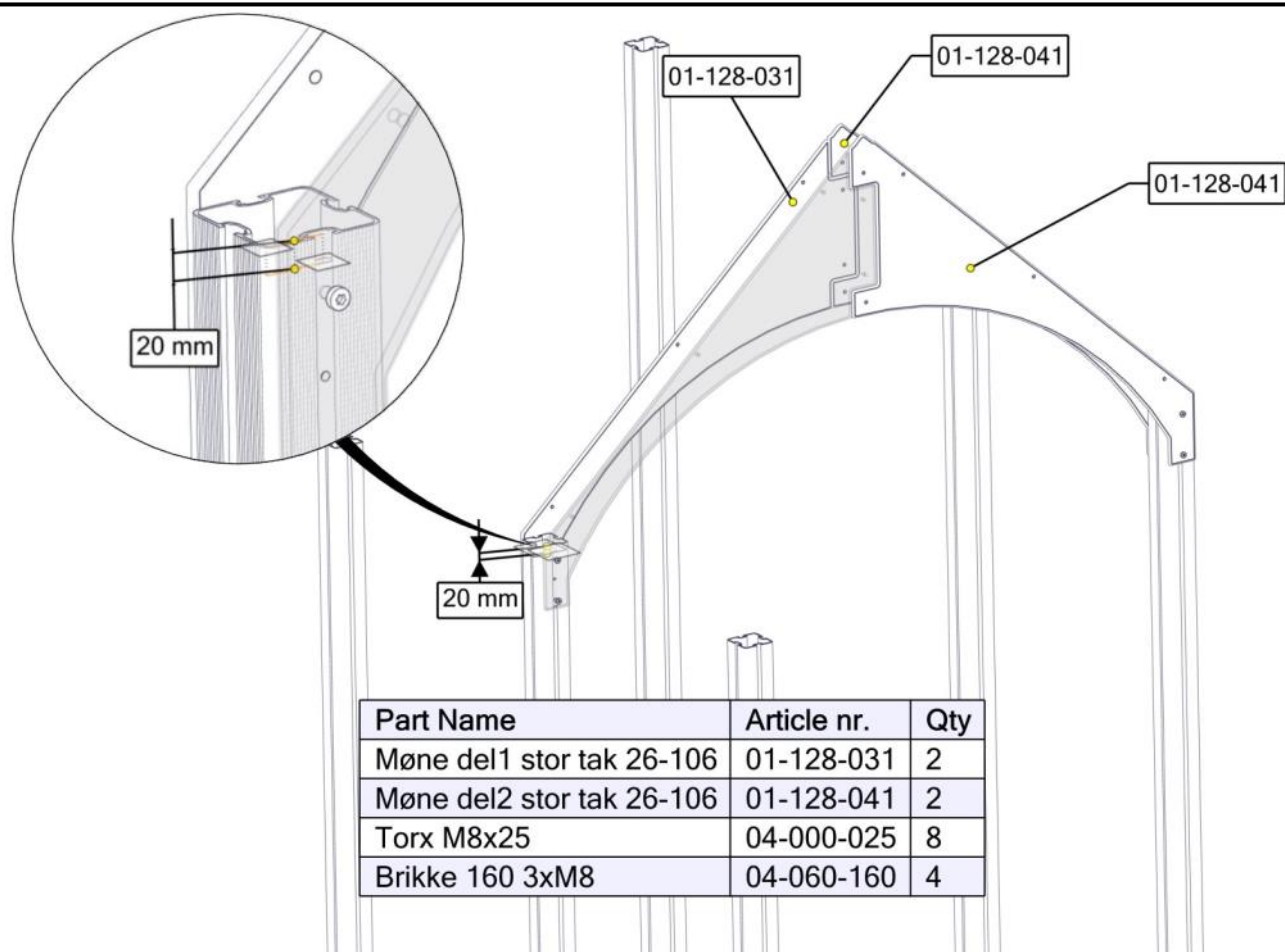 01-128-041
01-128-031
01-128-041
20 mm
20 mm
Part Name Article nr. Qty
Møne del1 stor tak 26-106 01-128-031 2
Møne del2 stor tak 26-106 01-128-041 2
Torx M8x25 04-000-025 8
Brikke 160 3xM8 04-060-160 4